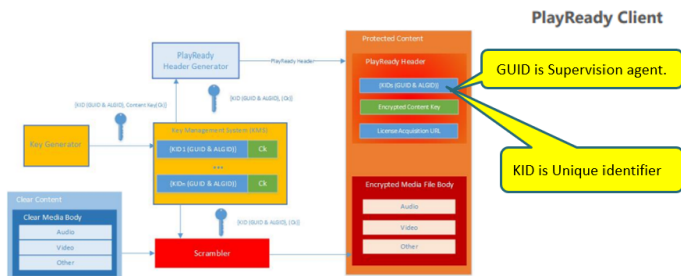 PlayReady Client
Protected Content
PlayReady Header Generator
PlayReady Header
PlayReady Header
{KIDs (GUID & ALGID)}
Encrypted Content Key
License Acquisition URL
GUID is Supervision agent.
KID is Unique identifier
{KID (GUID & ALGID), Content Key(Ck)}
{KID (GUID & ALGID), (Ck)}
Key Generator
Key Management System (KMS)
{KID1 (GUID & ALGID)}
Ck
...
{KIDn (GUID & ALGID)}
Ck
{KID (GUID & ALGID), (Ck)}
Clear Content
Clear Media Body
Audio
Video
Other
Scrambler
Encrypted Media File Body
Audio
Video
Other